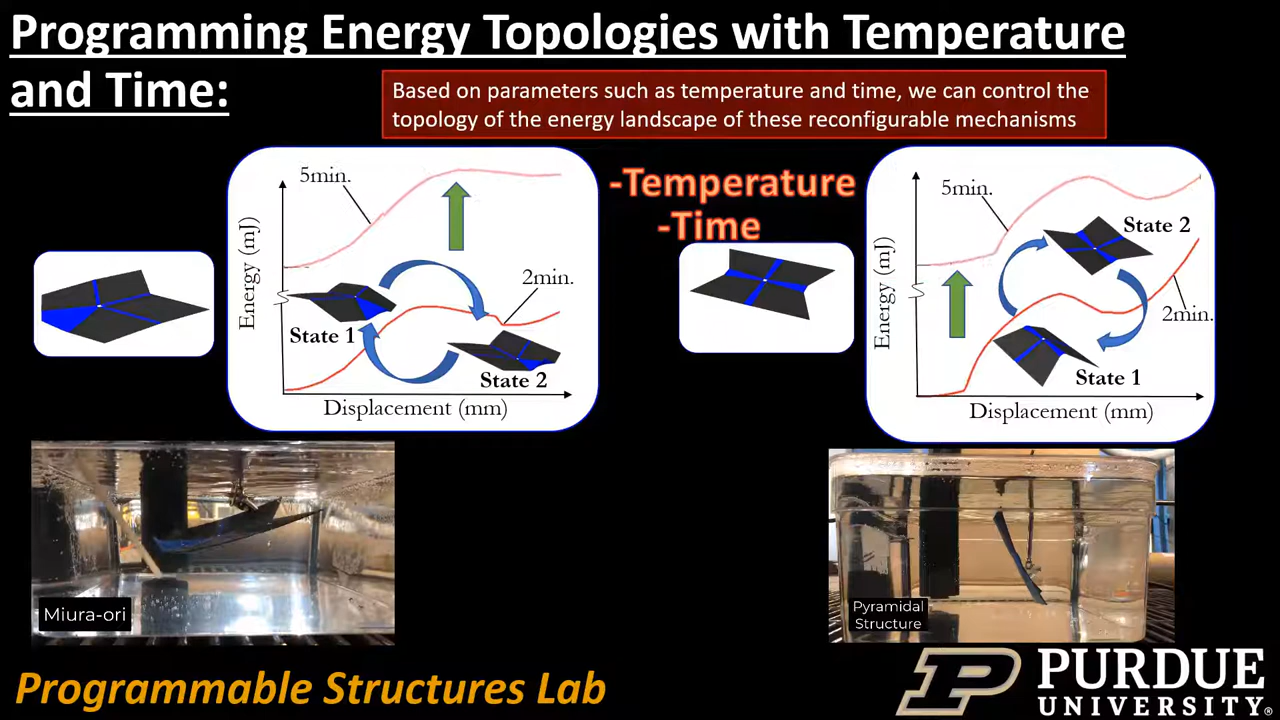 Programming Energy Topologies with Temperature
and Time:
Based on parameters such as temperature and time, we can control the
topology of the energy landscape of these reconfigurable mechanisms
5min.
Energy (mJ)
2min.
State 1
State 2
Displacement (mm)
-Temperature
-Time
5min.
State 2
Energy (mJ)
2min.
State 1
Displacement (mm)
Miura-ori
Pyramidal
Structure
Programmable Structures Lab
P
PURDUE
UNIVERSITY®